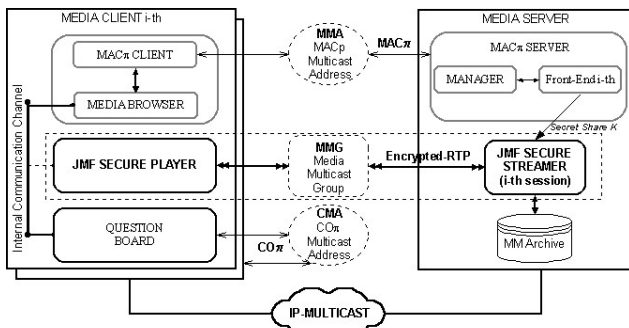 MEDIA CLIENT i-th
MACπ CLIENT
MEDIA BROWSER
Internal Communication Channel
JMF SECURE PLAYER
QUESTION
BOARD
MMA
MACp
Multicast
Address
MACπ
MMG
Media
Multicast
Group
Encrypted-RTP
CMA
COπ
Multicast
Address
COπ
MEDIA SERVER
MACπ SERVER
MANAGER
Front-Endi-th
Secret Share K
JMF SECURE
STREAMER
(i-th session)
MM Archive
IP-MULTICAST